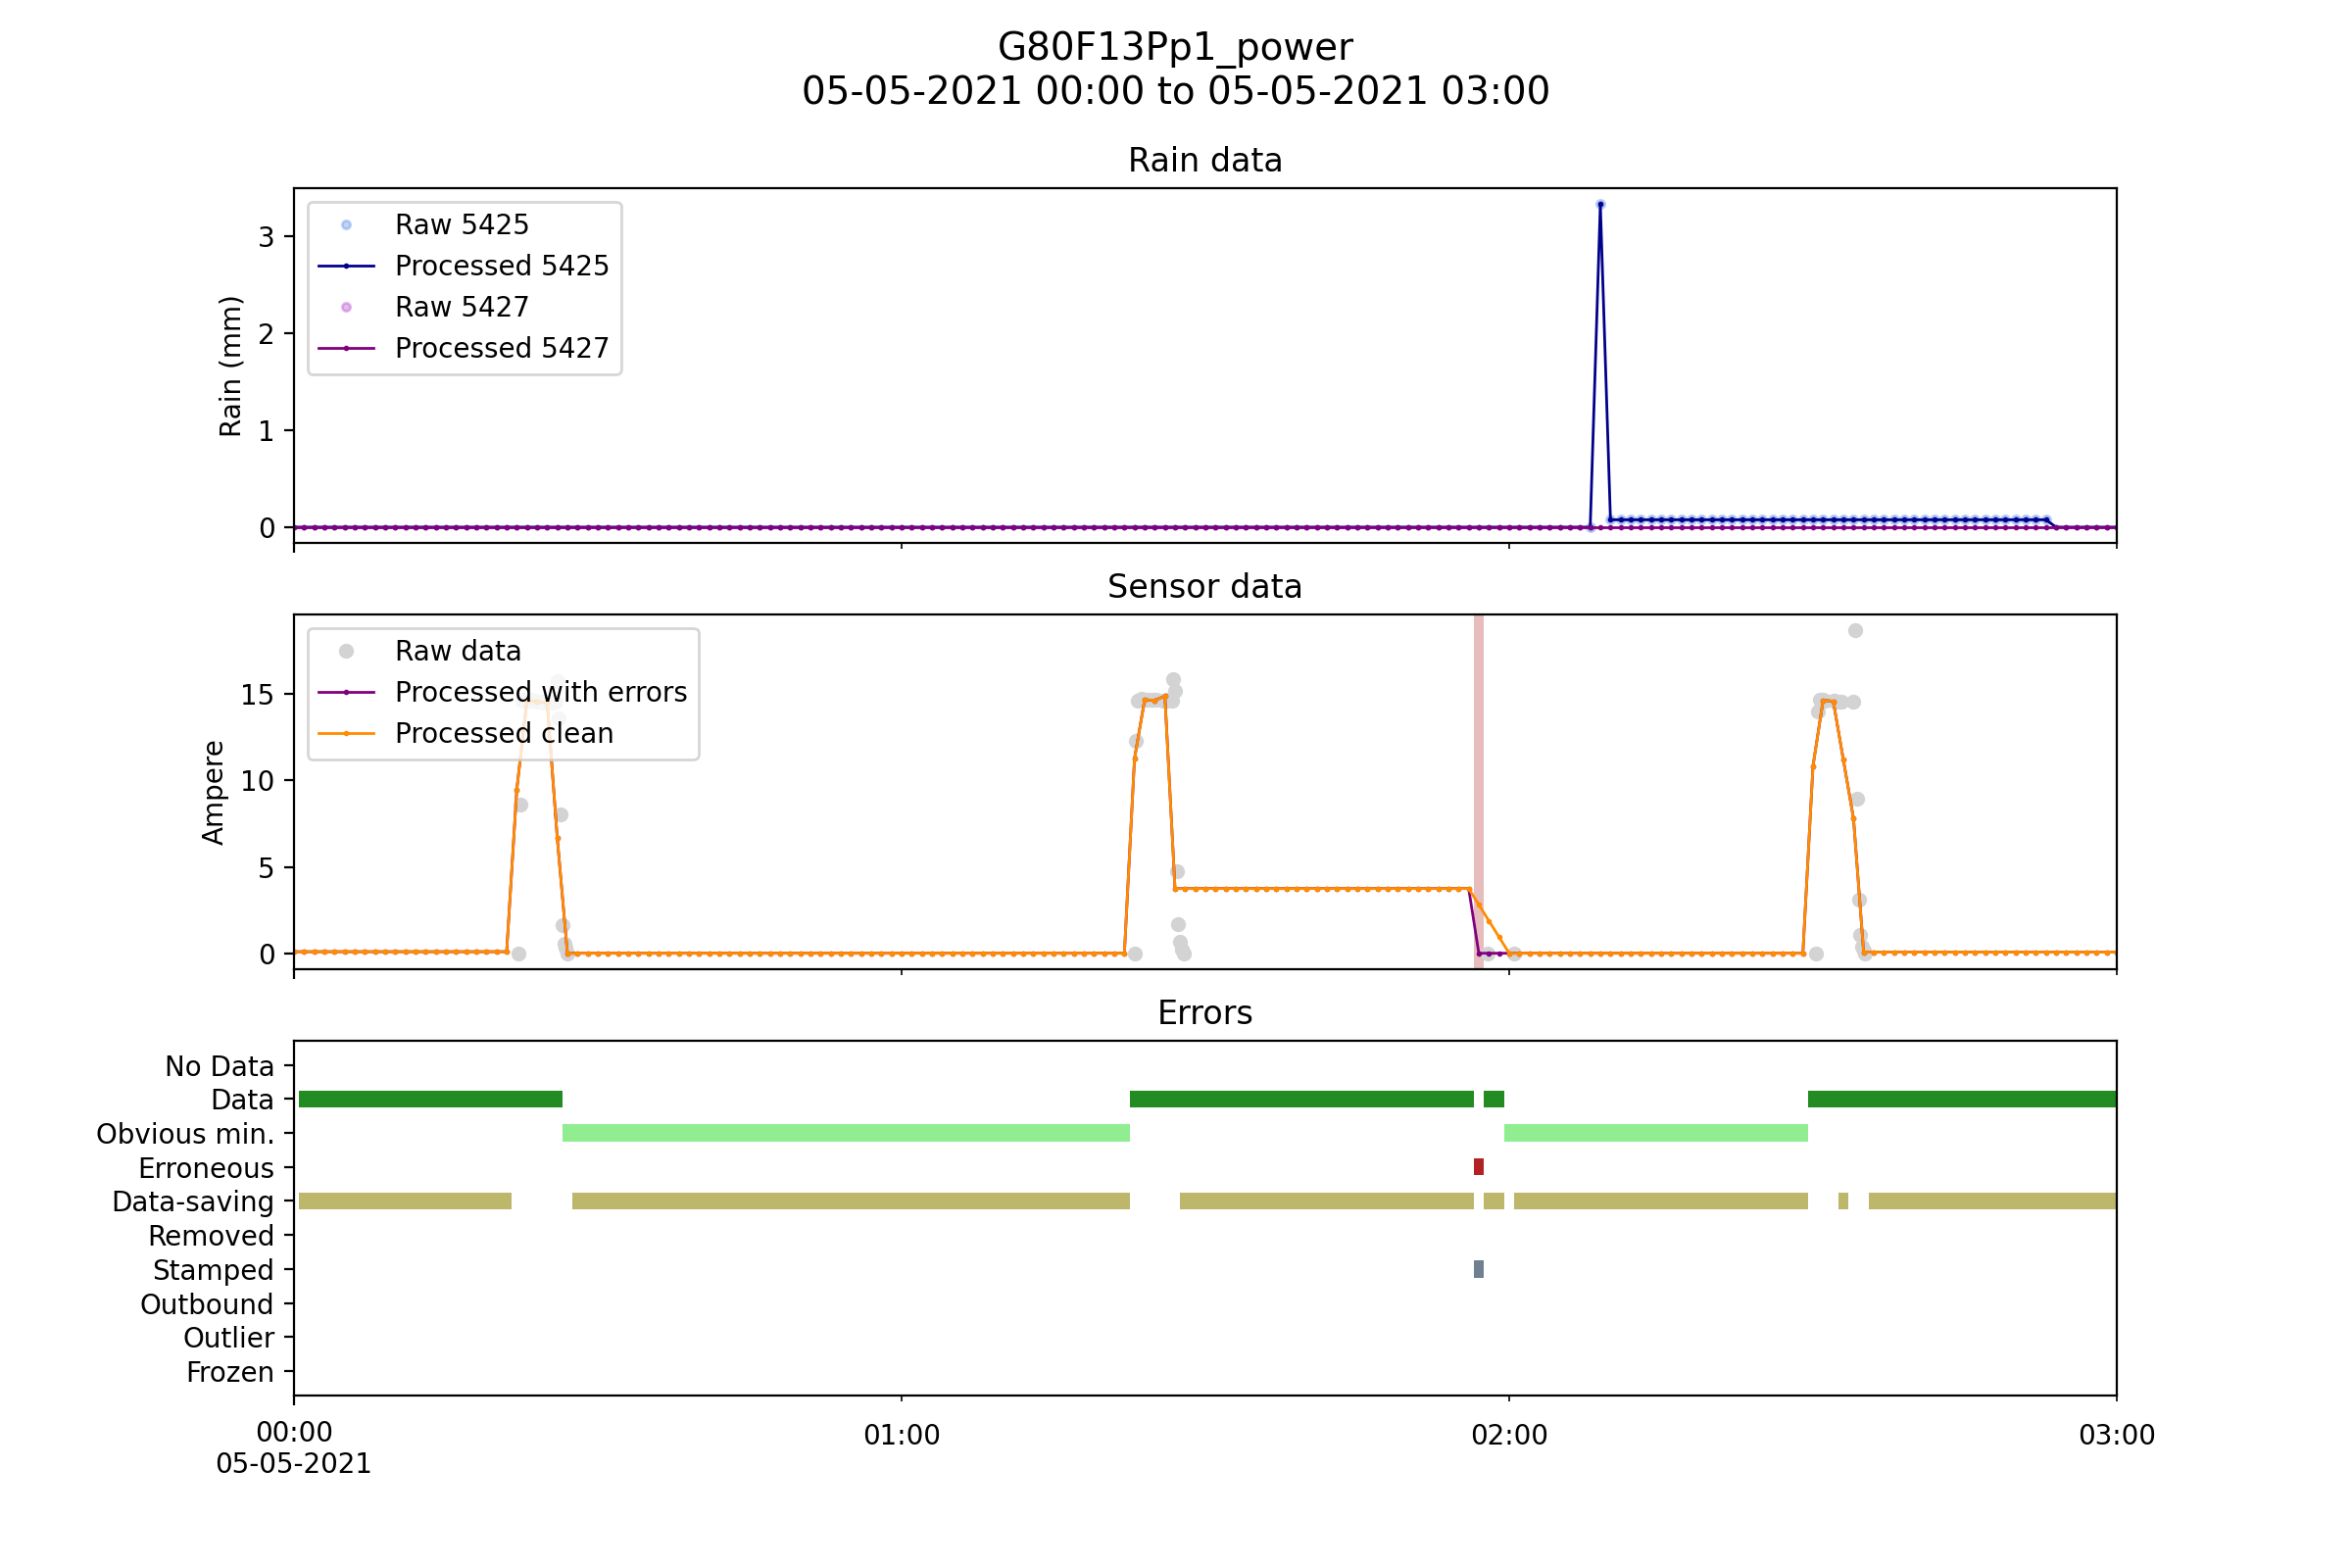 G80F13Pp1_power
05-05-2021 00:00 to 05-05-2021 03:00
Rain data
Raw 5425
Processed 5425
Raw 5427
Processed 5427
Rain (mm)
3
2
1
0
Sensor data
Raw data
Processed with errors
Processed clean
Ampere
15
10
5
0
Errors
No Data
Data
Obvious min.
Erroneous
Data-saving
Removed
Stamped
Outbound
Outlier
Frozen
00:00
05-05-2021
01:00
02:00
03:00